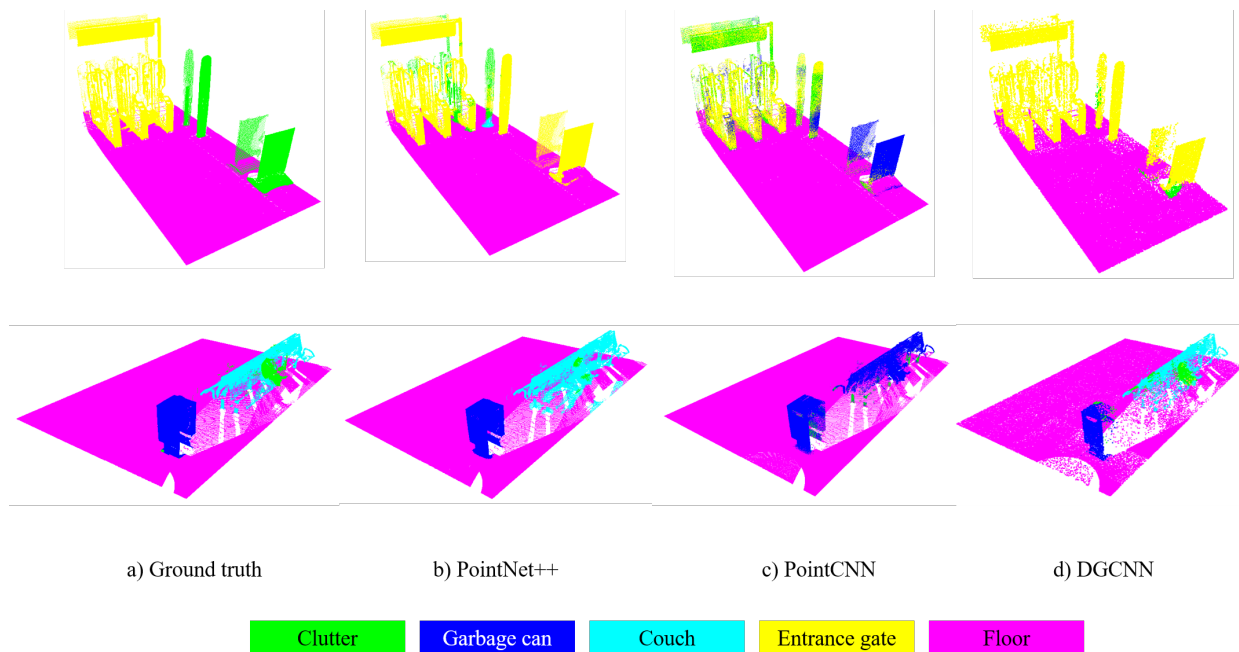 a) Ground truth
b) PointNet++
c) PointCNN
d) DGCNN
Clutter
Garbage can
Couch
Entrance gate
Floor